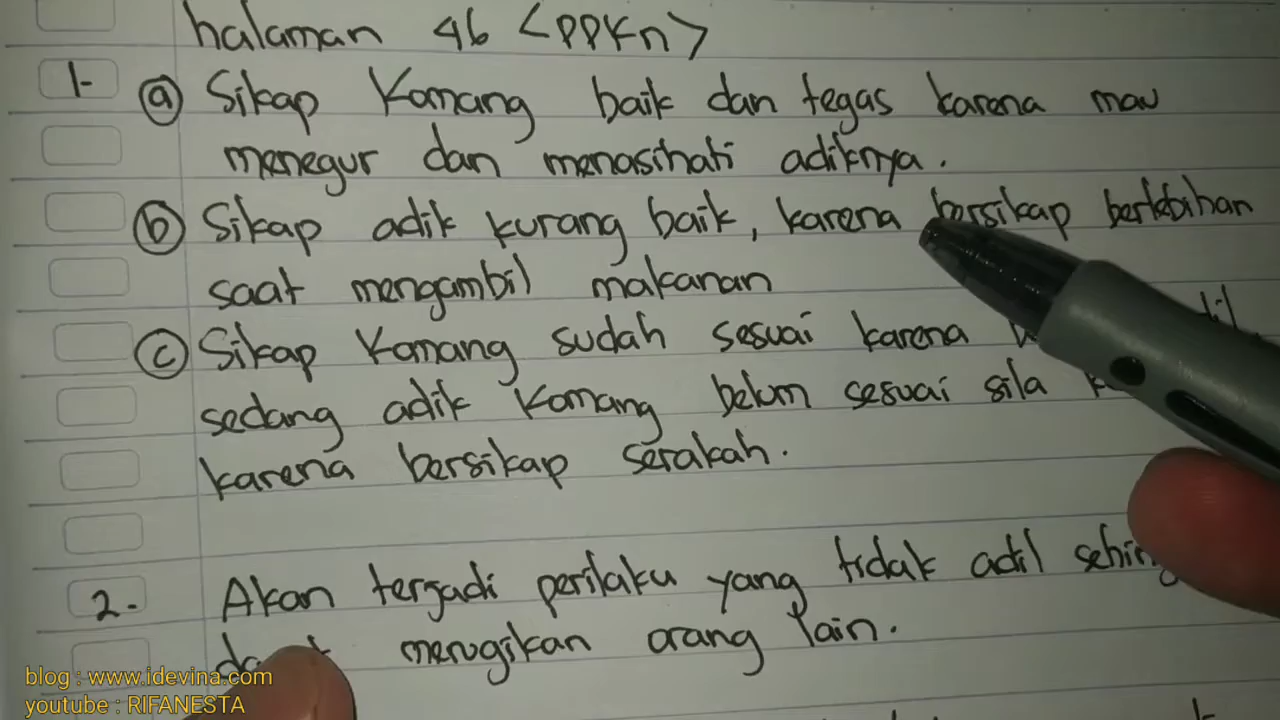 halaman 46 <PPKn>
1- a Sikap Komang baik dan tegas karena mau
menegur dan menasihati adiknya.
b Sikap adik kurang baik, karena bersikap berlebihan
saat mengambil makanan
c Sikap Komang sudah sesuai karena
sedang adik Komang belum sesuai sila
karena bersikap serakah.
2- Akan terjadi perilaku yang tidak adil
merugikan orang lain.
blog : www.idevina.com
youtube : RIFANESTA